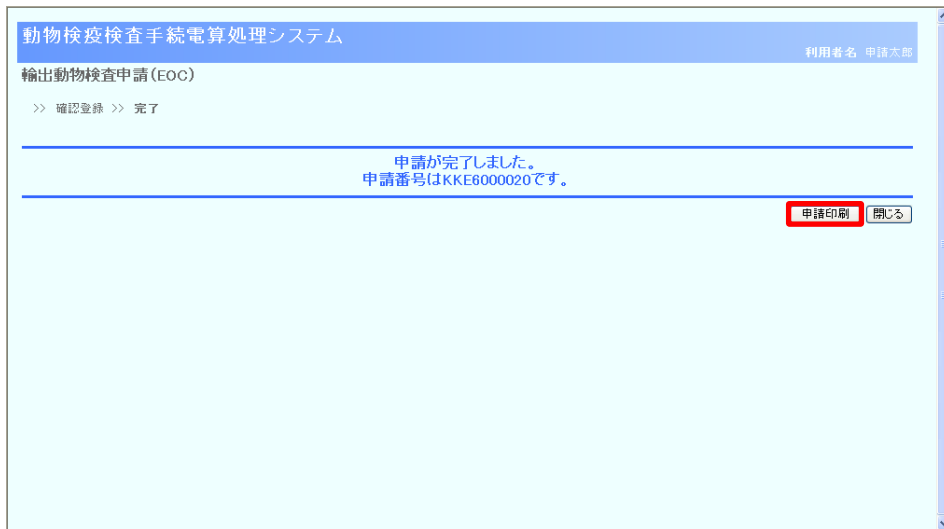 動物検疫検査手続電算処理システム
利用者名 申請太郎
輸出動物検査申請(EOC)
>> 確認登録 >> 完了
申請が完了しました。
申請番号はKKE6000020です。
申請印刷 閉じる